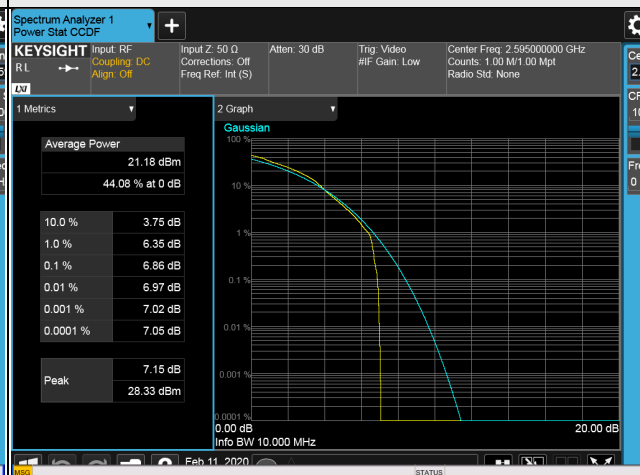 Spectrum Analyzer 1
Power Stat CCDF
KEYSIGHT
R L
LXI
Input: RF
Coupling: DC
Align: Off
Input Z: 50 Ω
Corrections: Off
Freq Ref: Int (S)
Atten: 30 dB
Trig: Video
#IF Gain: Low
Center Freq: 2.595000000 GHz
Counts: 1.00 M/1.00 Mpt
Radio Std: None
1 Metrics
2 Graph
Average Power
21.18 dBm
44.08 % at 0 dB
10.0 % 3.75 dB
1.0 % 6.35 dB
0.1 % 6.86 dB
0.01 % 6.97 dB
0.001 % 7.02 dB
0.0001 % 7.05 dB
Peak
7.15 dB
28.33 dBm
Gaussian
100 %
10 %
1 %
0.1 %
0.01 %
0.001 %
0.0001 %
0.00 dB 20.00 dB
Info BW 10.000 MHz
Feb 11, 2020
MSG STATUS